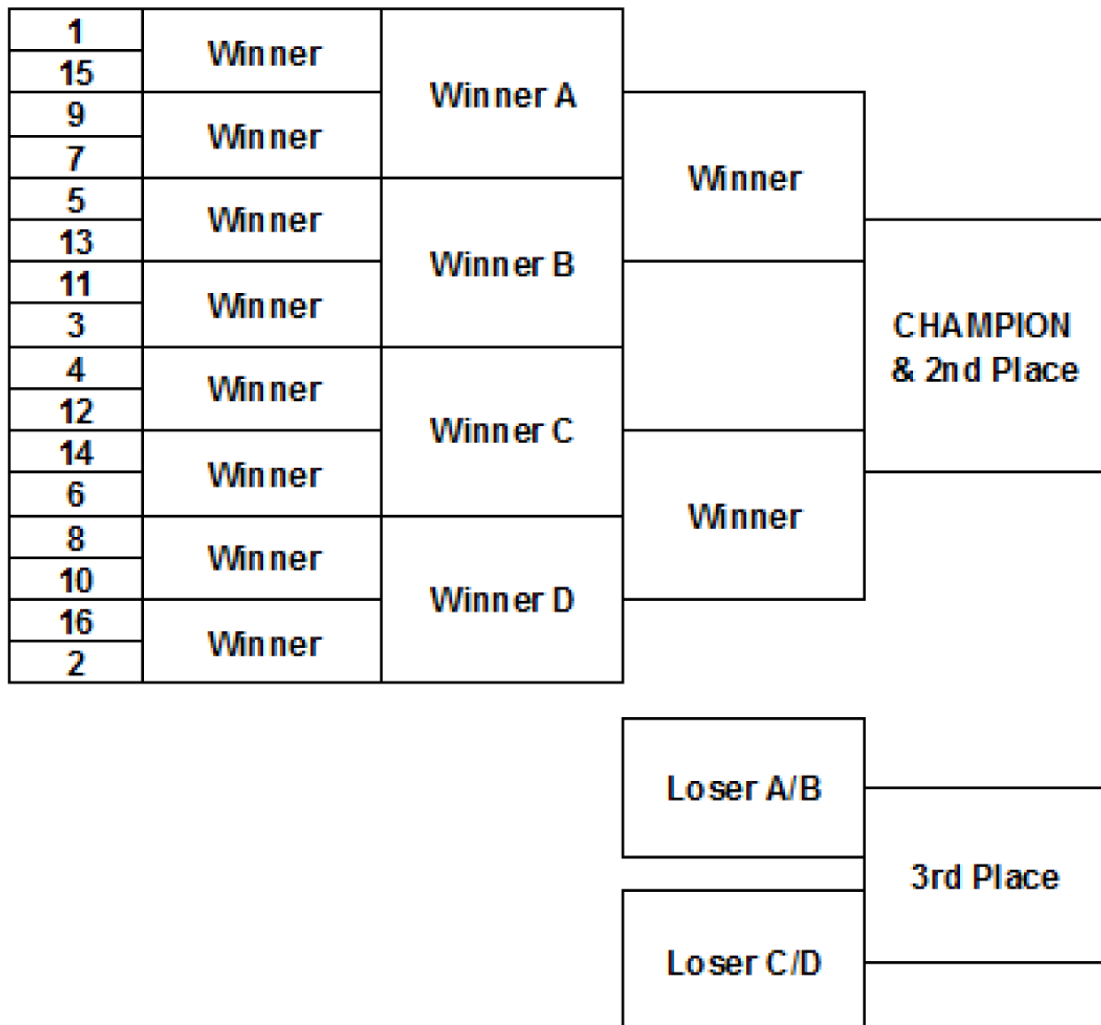 1
15
9
7
5
13
11
3
4
12
14
6
8
10
16
2
Winner
Winner
Winner
Winner
Winner
Winner
Winner
Winner
Winner A
Winner B
Winner C
Winner D
Winner
Winner
CHAMPION
& 2nd Place
Loser A/B
Loser C/D
3rd Place